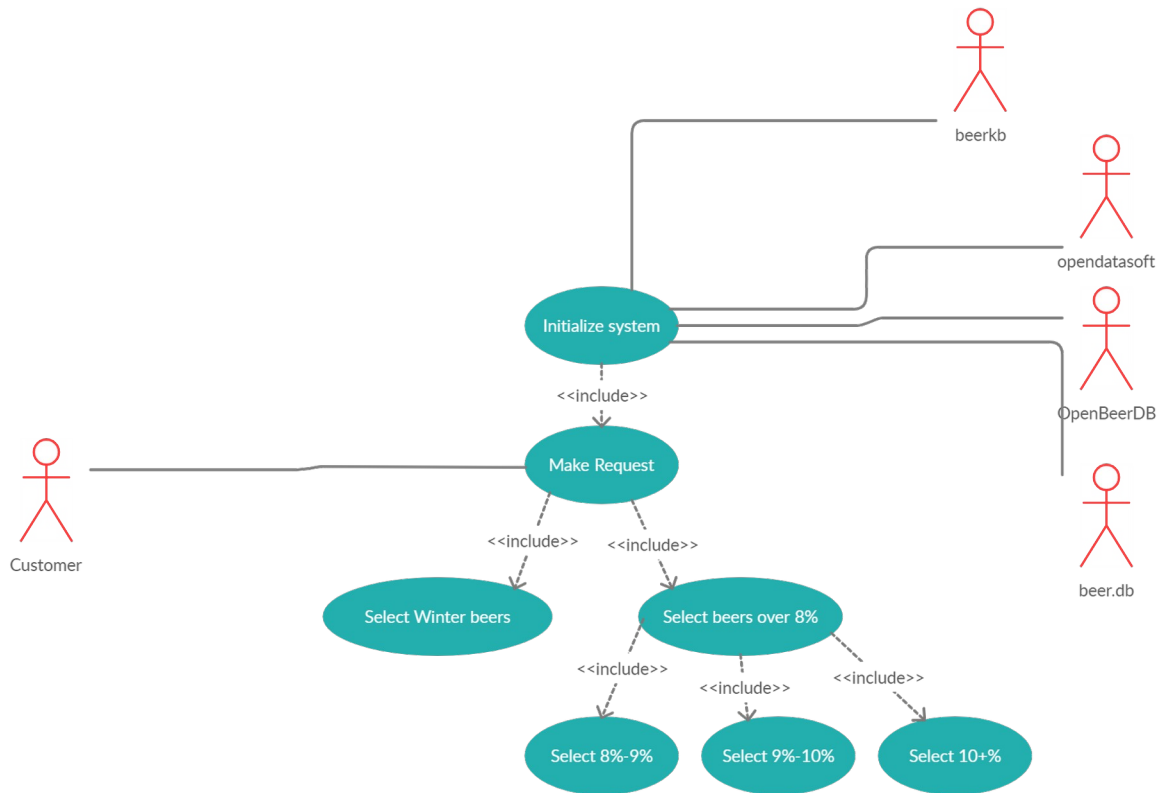 beerkb
opendatasoft
Initialize system
<<include>>
OpenBeerDB
Make Request
Customer
<<include>>
<<include>>
beer.db
Select Winter beers
Select beers over 8%
<<include>>
<<include>>
<<include>>
Select 8%-9%
Select 9%-10%
Select 10+%